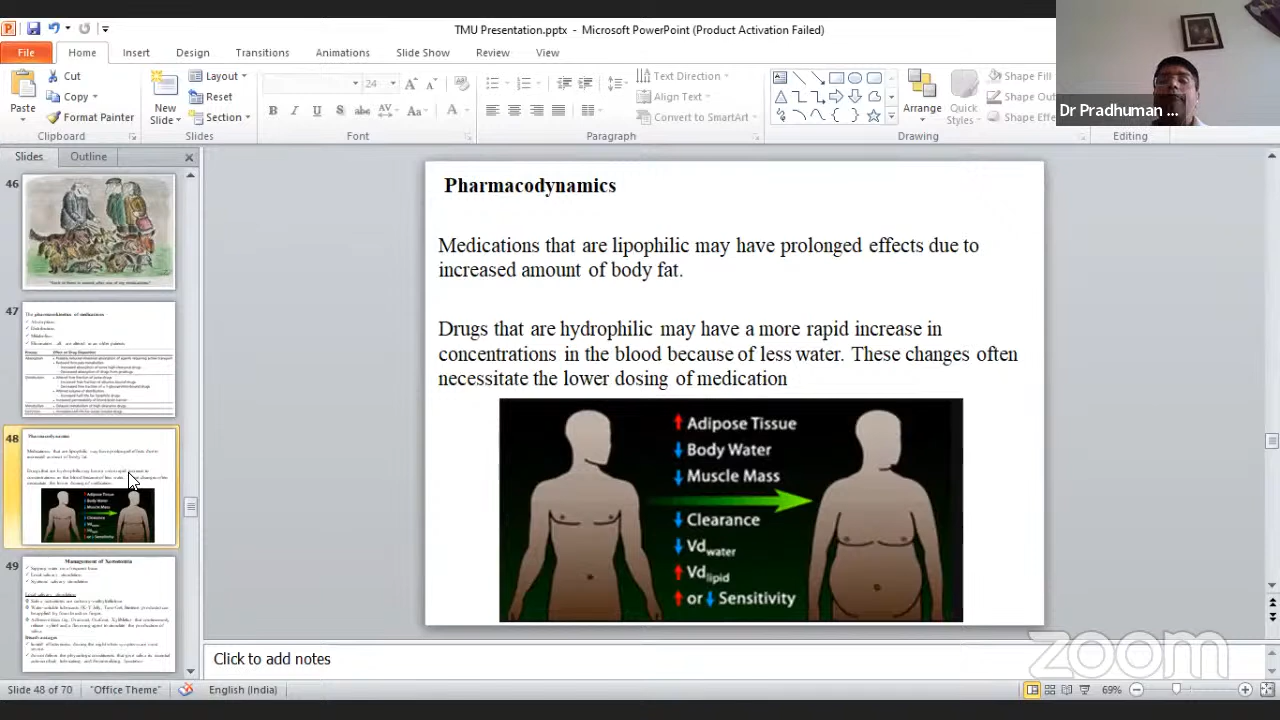 TMU Presentation.pptx - Microsoft PowerPoint (Product Activation Failed)
File Home Insert Design Transitions Animations Slide Show Review View
Cut
Copy
Format Painter
Paste
Clipboard
New
Slide
Layout
Reset
Section
Slides
24
Font
Text Direction
Align Text
Convert to SmartArt
Paragraph
Arrange
Quick
Styles
Shape Fill
Drawing
Editing
Dr Pradhuman ...
Slides Outline
46
47
48
49
Pharmacodynamics
Medications that are lipophilic may have prolonged effects due to
increased amount of body fat.
Drugs that are hydrophilic may have a more rapid increase in
concentrations in the blood because of less water. These changes often
necessitate the lower dosing of medications.
Adipose Tissue
Body Water
Muscle Mass
Clearance
Vdwater
Vdlipid
or Sensitivity
Management of Xerostomia
Click to add notes
Slide 48 of 70 "Office Theme" English (India) 69%
zoom